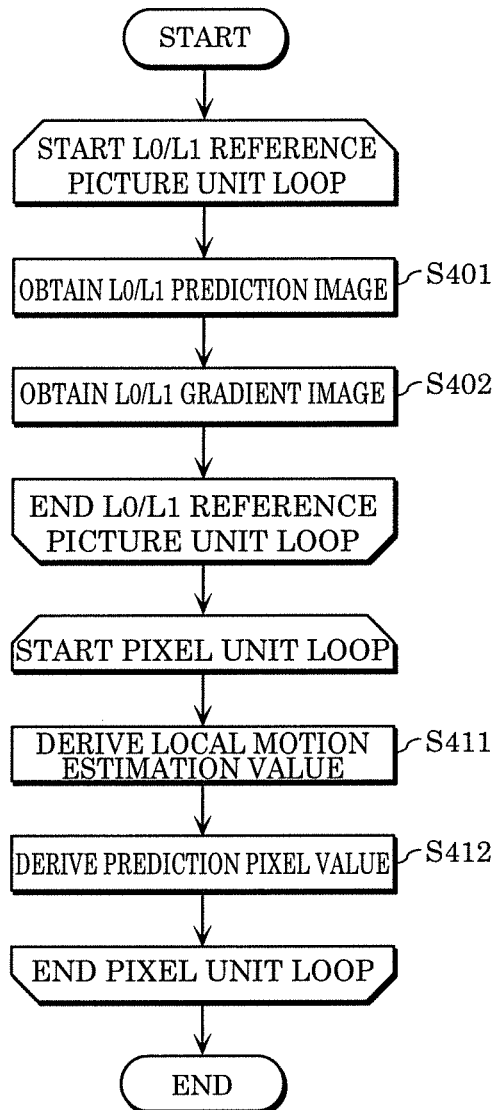 START
START L0/L1 REFERENCE
PICTURE UNIT LOOP
OBTAIN L0/L1 PREDICTION IMAGE
S401
OBTAIN L0/L1 GRADIENT IMAGE
S402
END L0/L1 REFERENCE
PICTURE UNIT LOOP
START PIXEL UNIT LOOP
DERIVE LOCAL MOTION
ESTIMATION VALUE
S411
DERIVE PREDICTION PIXEL VALUE
S412
END PIXEL UNIT LOOP
END